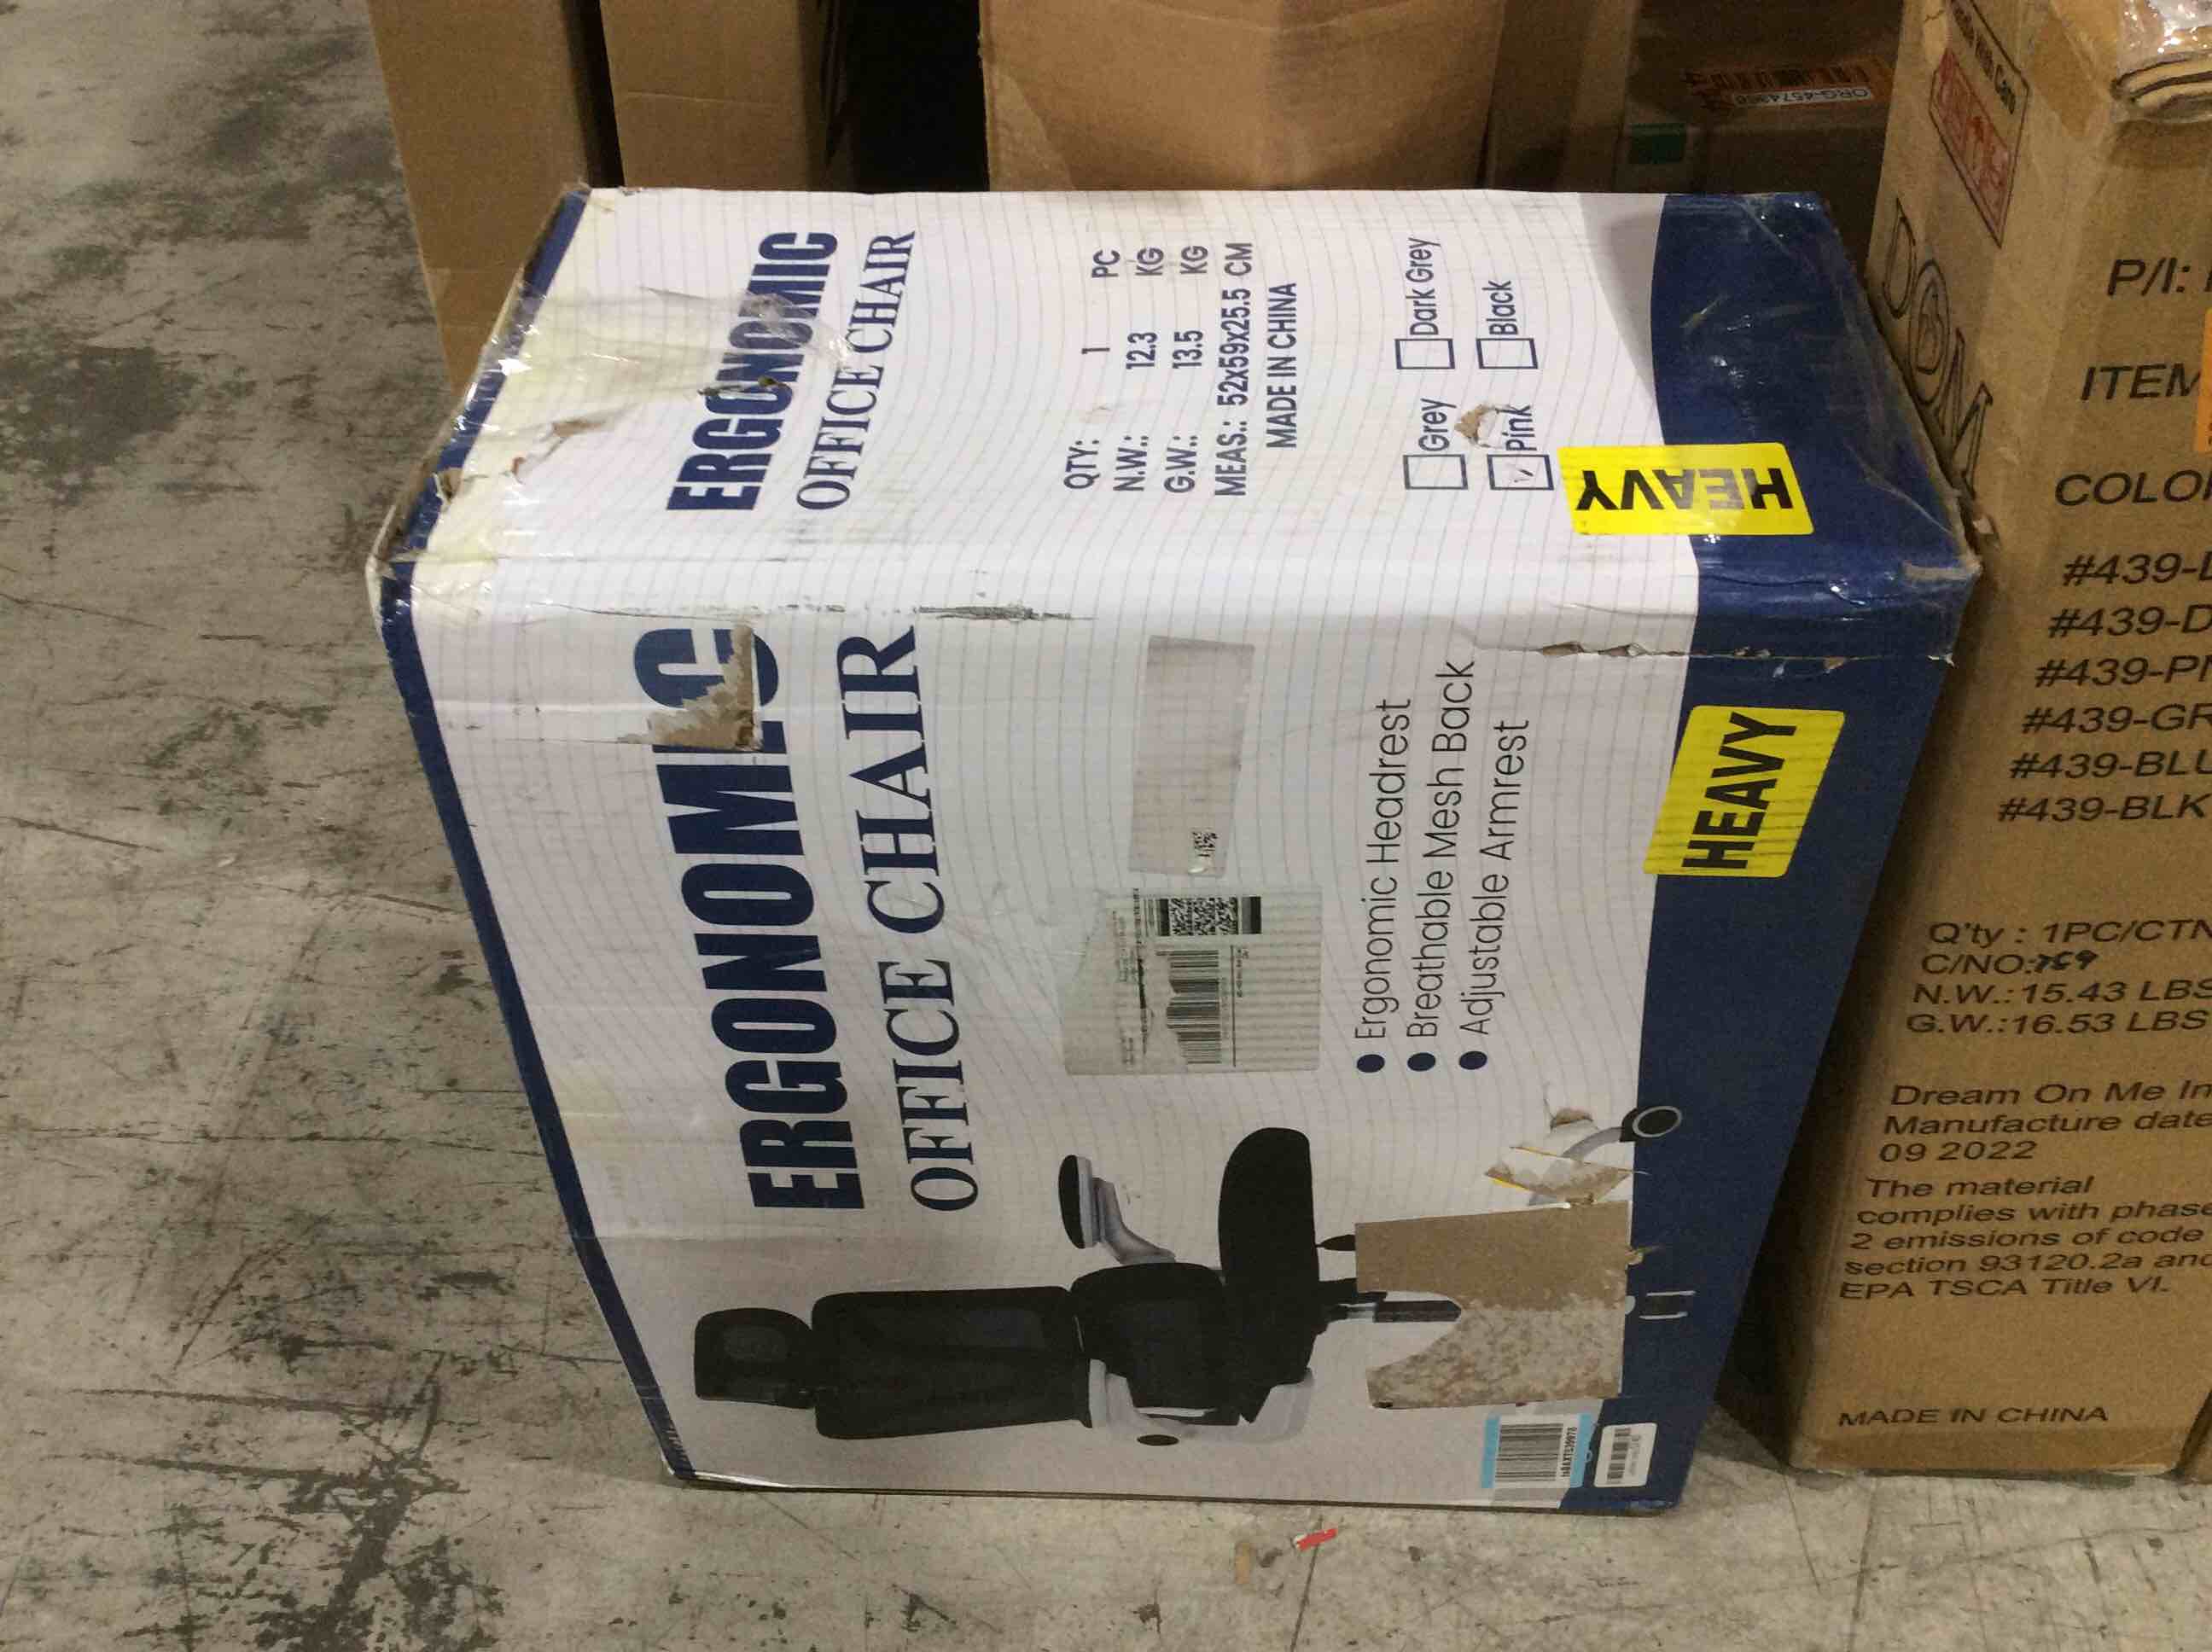 ERGONOMIC
OFFICE CHAIR
QTY: 1 PC
N.W.: 12.3 KG
G.W.: 13.5 KG
MEAS.: 52x59x25.5 CM
MADE IN CHINA
Grey Dark Grey
Pink Black
HEAVY
ERGONOMIC
OFFICE CHAIR
Ergonomic Headrest
Breathable Mesh Back
Adjustable Armrest
HEAVY
P/I:
ITEM
COLO
#439-
#439-D
#439-P
#439-GR
#439-BLU
#439-BLK
Q'ty : 1PC/CTN
C/NO:
N.W.:15.43 LBS
G.W.:16.53 LBS
Dream On Me In
Manufacture date
09 2022
The material
complies with phase
2 emissions of code
section 93120.2a and
EPA TSCA Title VI.
MADE IN CHINA